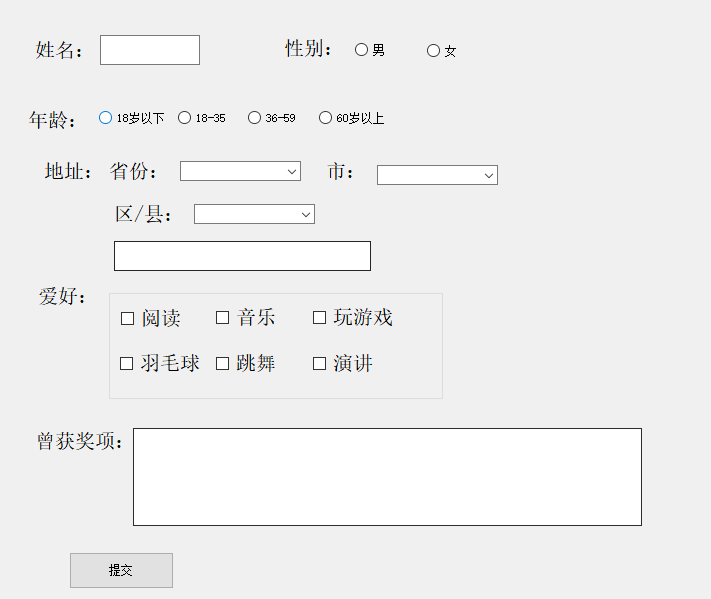 姓名： 性别： 男 女
年龄： 18岁以下 18-35 36-59 60岁以上
地址： 省份： 市：
区/县：
爱好：
阅读 音乐 玩游戏
羽毛球 跳舞 演讲
曾获奖项：
提交